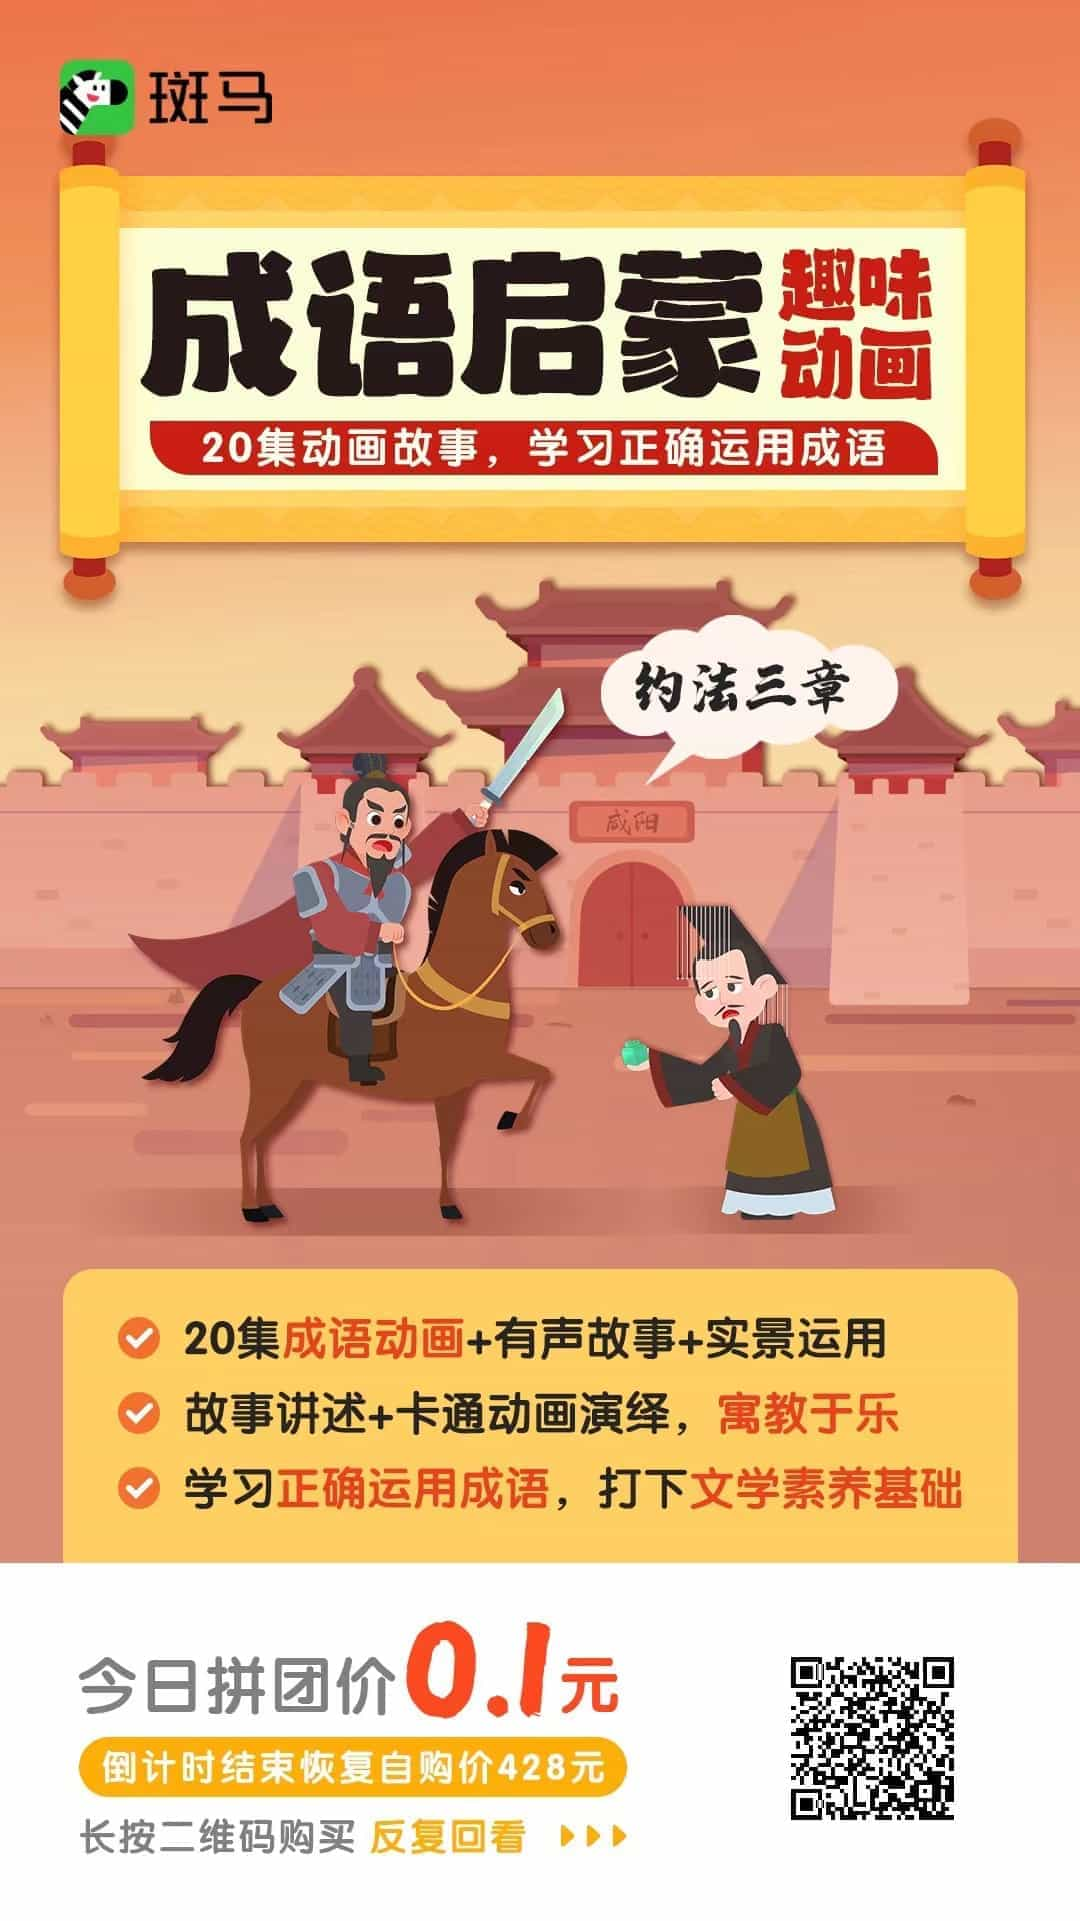 斑马
成语启蒙
趣味
动画
20集动画故事，学习正确运用成语
约法三章
咸阳
20集成语动画+有声故事+实景运用
故事讲述+卡通动画演绎，寓教于乐
学习正确运用成语，打下文学素养基础
今日拼团价0.1元
倒计时结束恢复自购价428元
长按二维码购买 反复回看